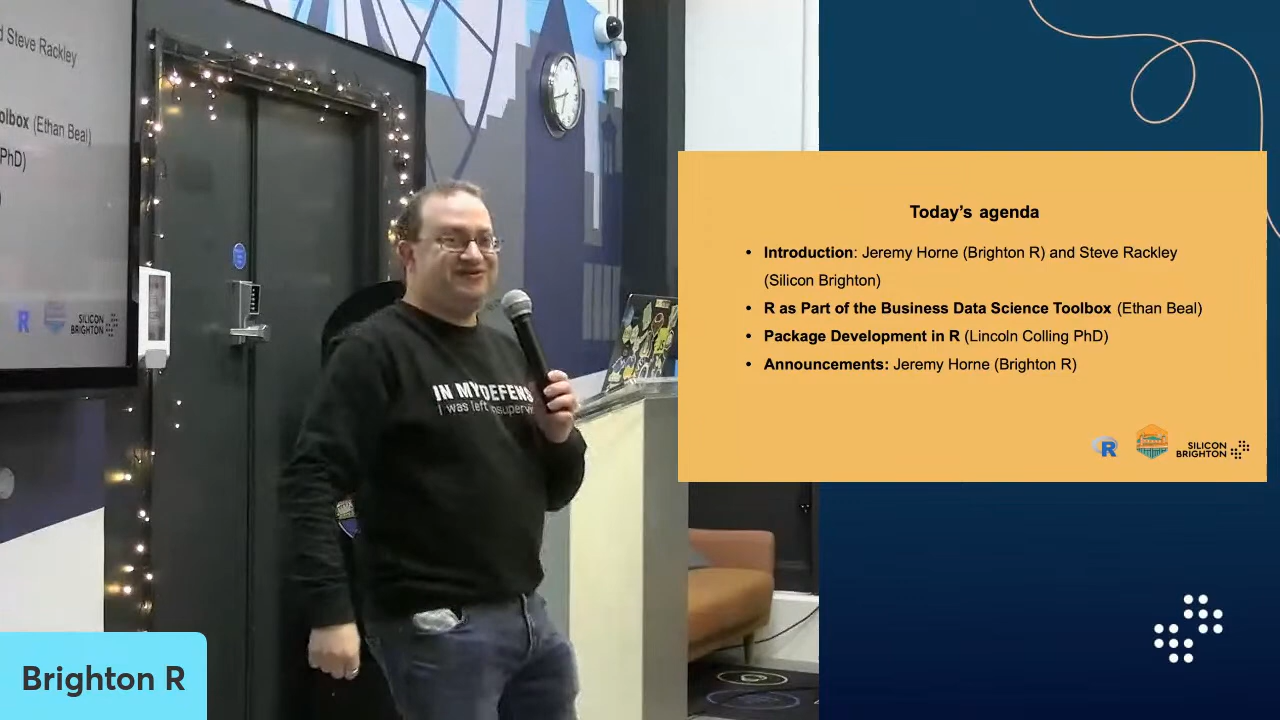 d Steve Rackley
olbox (Ethan Beal)
PhD)
R
SILICON
BRIGHTON
IN MY DEFENS
I was left nsuperv
Today's agenda
• Introduction: Jeremy Horne (Brighton R) and Steve Rackley
(Silicon Brighton)
• R as Part of the Business Data Science Toolbox (Ethan Beal)
• Package Development in R (Lincoln Colling PhD)
• Announcements: Jeremy Horne (Brighton R)
R
SILICON
BRIGHTON
Brighton R